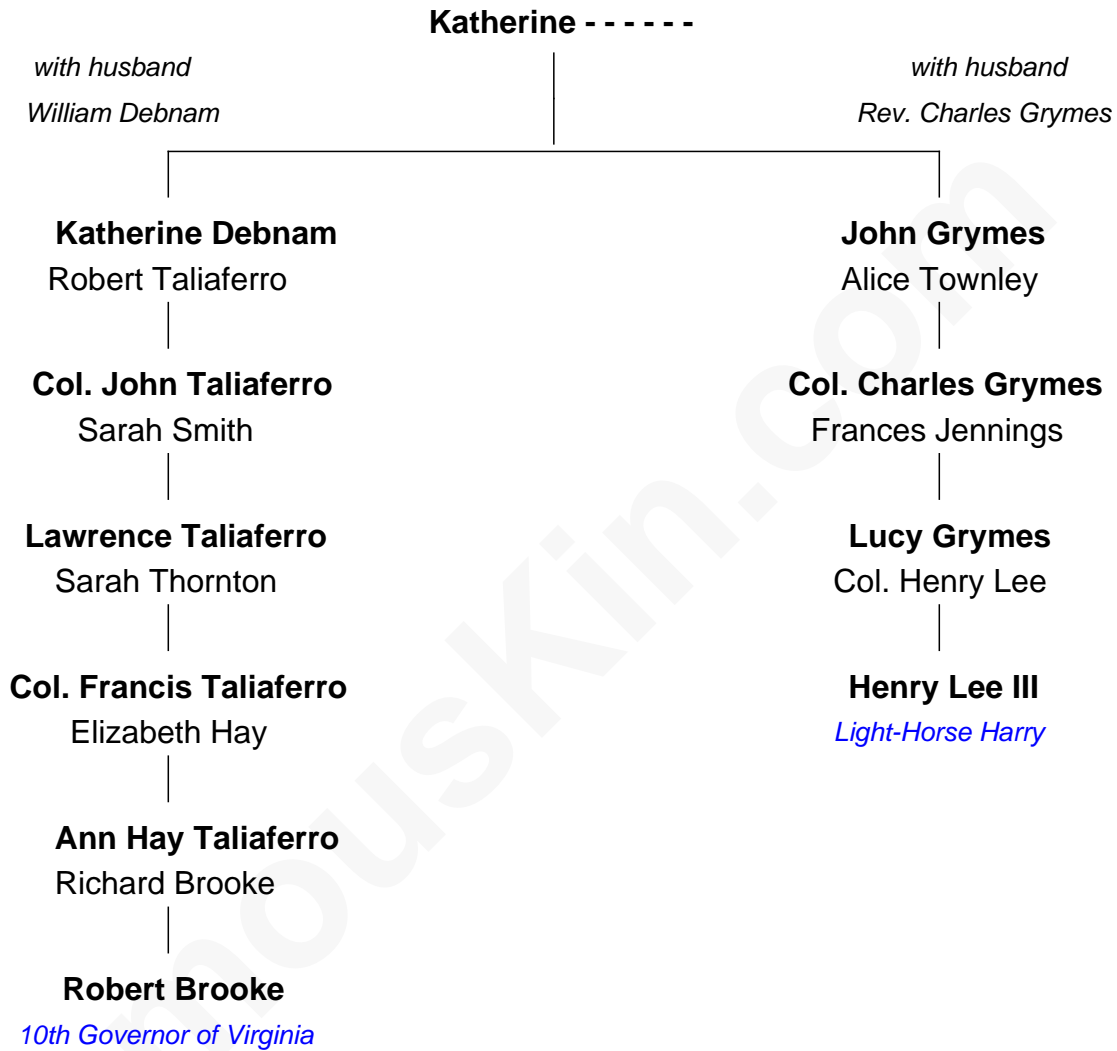 Katherine - - - - - -
with husband
William Debnam
with husband
Rev. Charles Grymes
Katherine Debnam
Robert Taliaferro
Col. John Taliaferro
Sarah Smith
Lawrence Taliaferro
Sarah Thornton
Col. Francis Taliaferro
Elizabeth Hay
Ann Hay Taliaferro
Richard Brooke
Robert Brooke
10th Governor of Virginia
John Grymes
Alice Townley
Col. Charles Grymes
Frances Jennings
Lucy Grymes
Col. Henry Lee
Henry Lee III
Light-Horse Harry
mousKin.com